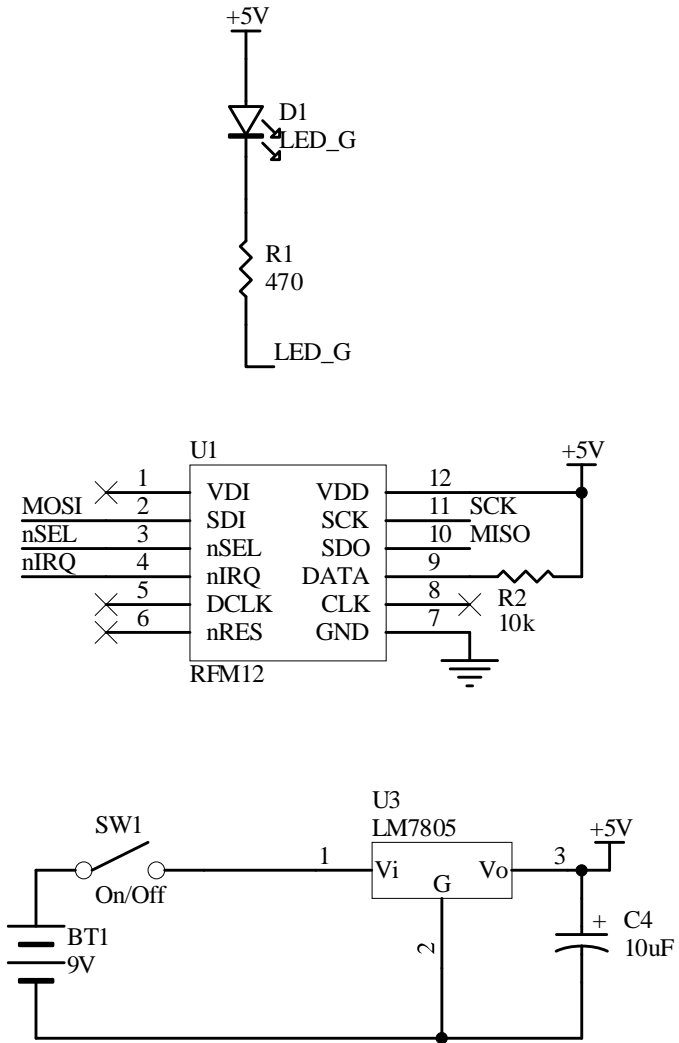 +5V
D1
LED_G
R1
470
LED_G
U1
+5V
1 VDI VDD 12
MOSI 2 SDI SCK 11 SCK
nSEL 3 nSEL SDO 10 MISO
nIRQ 4 nIRQ DATA 9
5 DCLK CLK 8 R2
6 nRES GND 7 10k
RFM12
U3
SW1 LM7805 +5V
1 Vi Vo 3
On/Off G
C4
BT1 2 + 10uF
9V